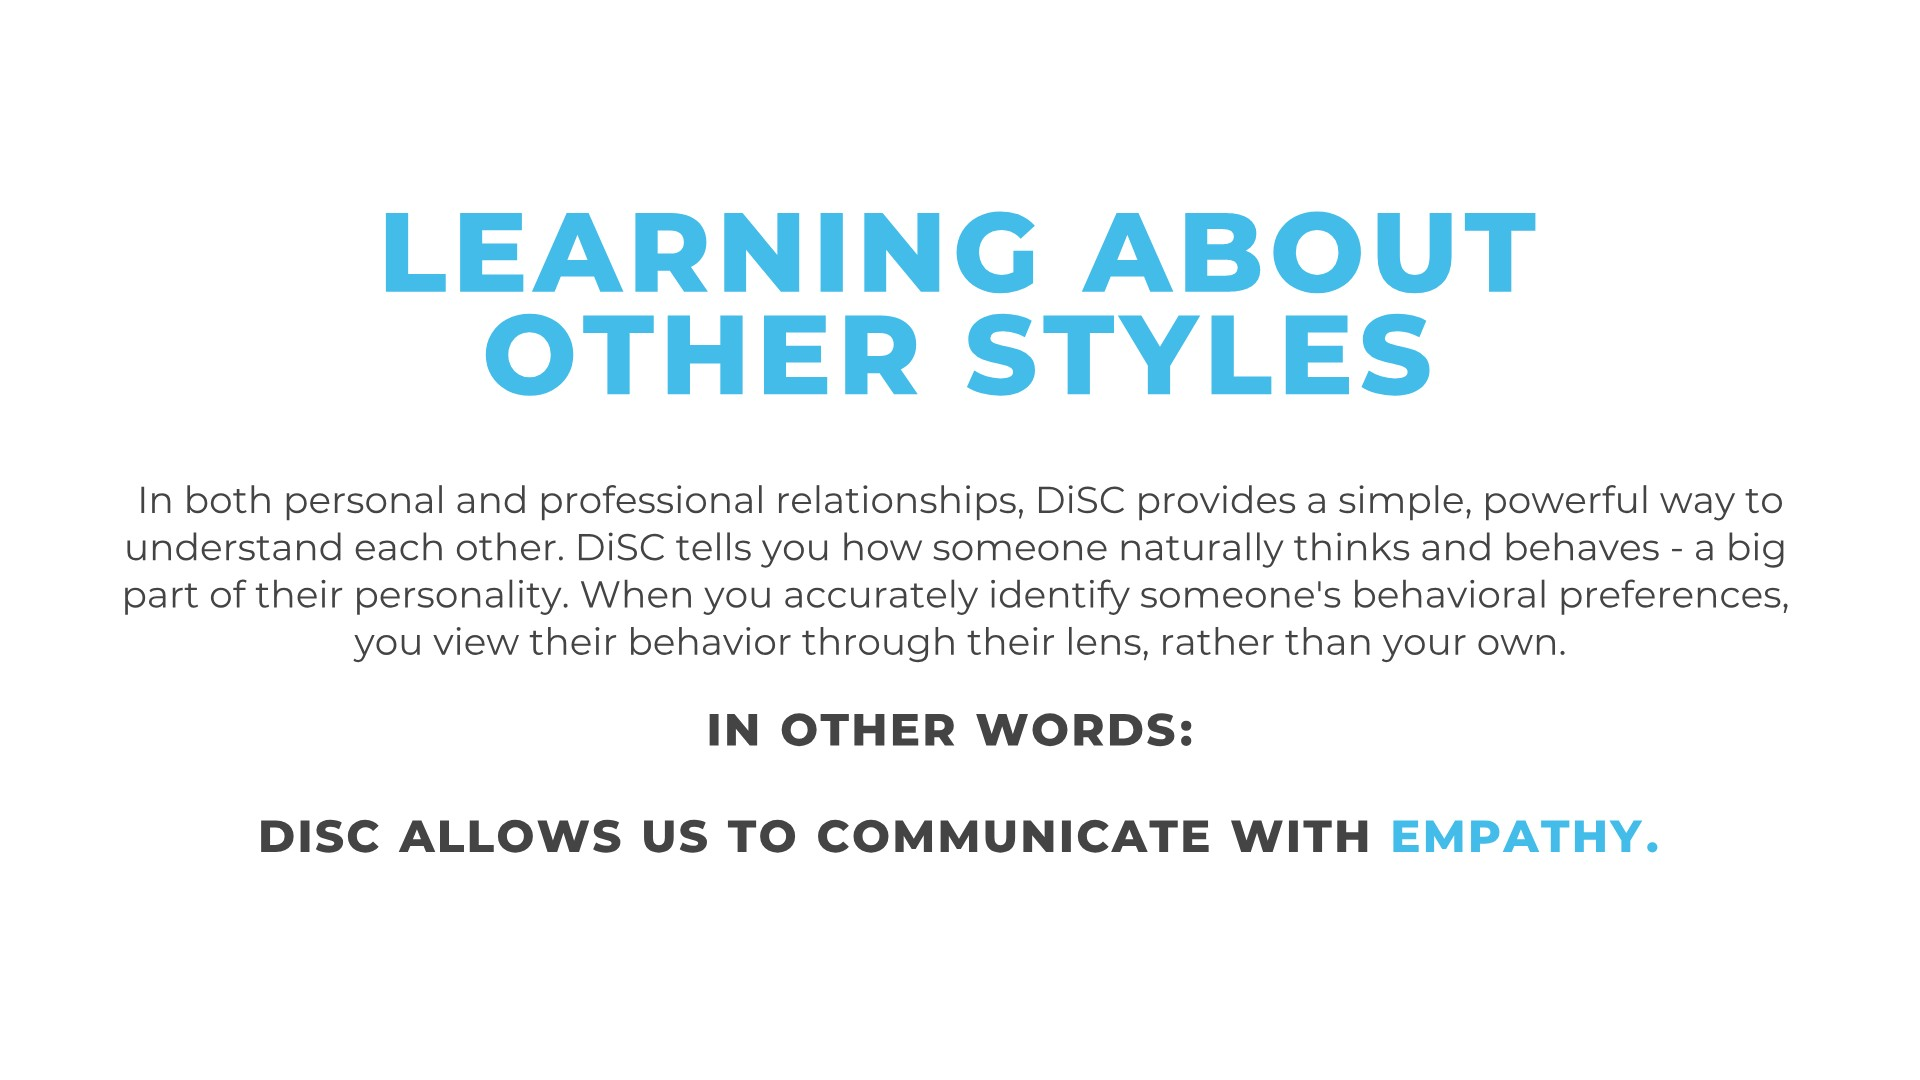 LEARNING ABOUT
OTHER STYLES
In both personal and professional relationships, DiSC provides a simple, powerful way to
understand each other. DiSC tells you how someone naturally thinks and behaves - a big
part of their personality. When you accurately identify someone's behavioral preferences,
you view their behavior through their lens, rather than your own.
IN OTHER WORDS:
DISC ALLOWS US TO COMMUNICATE WITH EMPATHY.